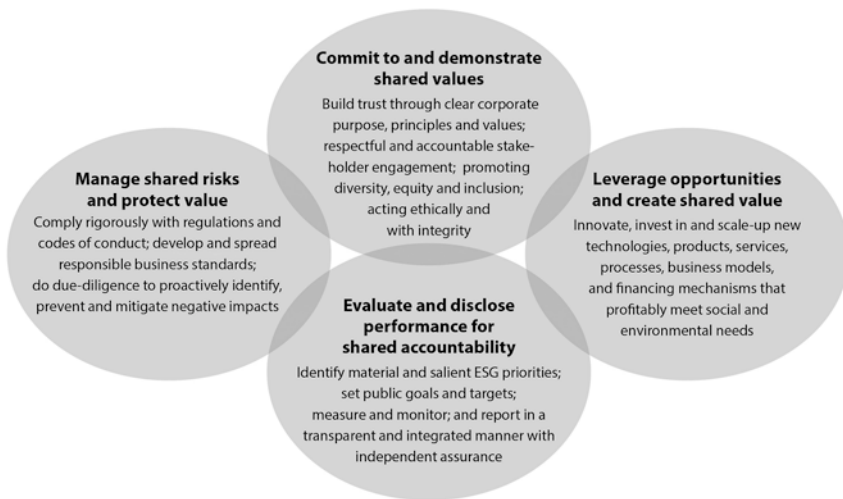 Commit to and demonstrate
shared values
Build trust through clear corporate
purpose, principles and values;
respectful and accountable stake-
holder engagement; promoting
diversity, equity and inclusion;
acting ethically and
with integrity
Manage shared risks
and protect value
Comply rigorously with regulations and
codes of conduct; develop and spread
responsible business standards;
do due-diligence to proactively identify,
prevent and mitigate negative impacts
Leverage opportunities
and create shared value
Innovate, invest in and scale-up new
technologies, products, services,
processes, business models,
and financing mechanisms that
profitably meet social and
environmental needs
Evaluate and disclose
performance for
shared accountability
Identify material and salient ESG priorities;
set public goals and targets;
measure and monitor; and report in a
transparent and integrated manner with
independent assurance